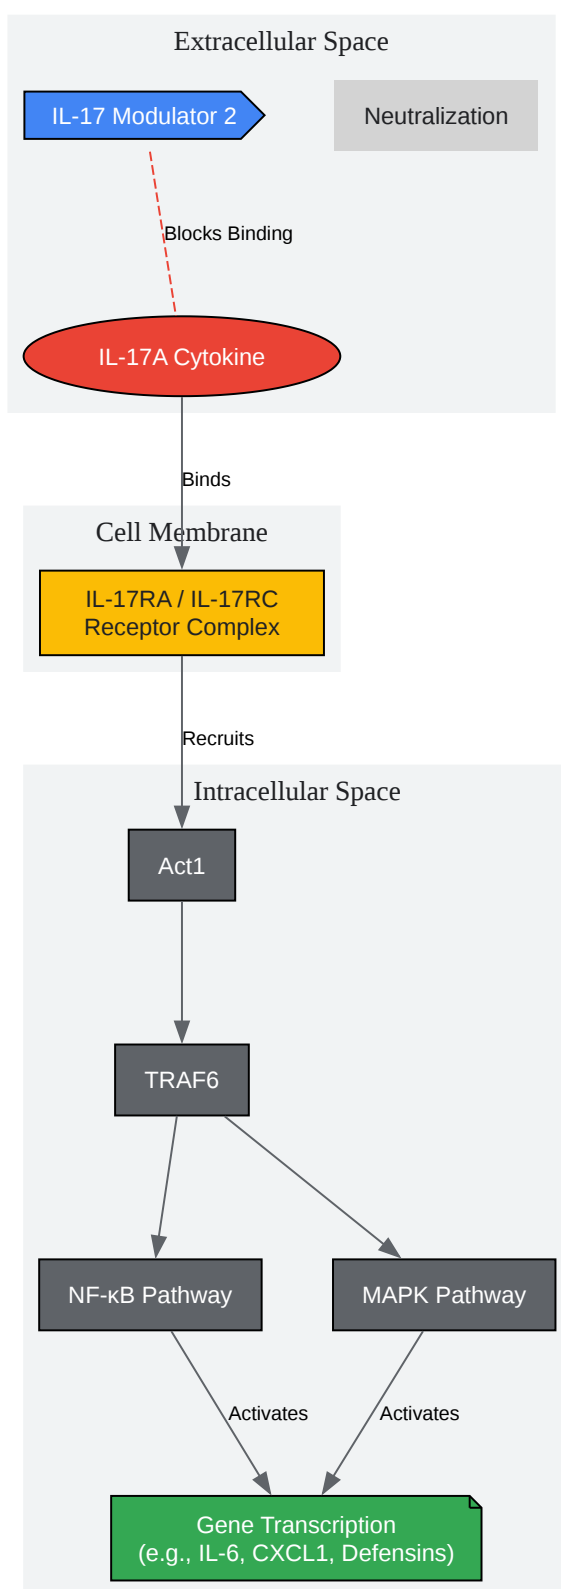 Extracellular Space
IL-17 Modulator 2
Neutralization
Blocks Binding
IL-17A Cytokine
Binds
Cell Membrane
IL-17RA / IL-17RC
Receptor Complex
Recruits
Intracellular Space
Act1
TRAF6
NF-κB Pathway
MAPK Pathway
Activates
Activates
Gene Transcription
(e.g., IL-6, CXCL1, Defensins)